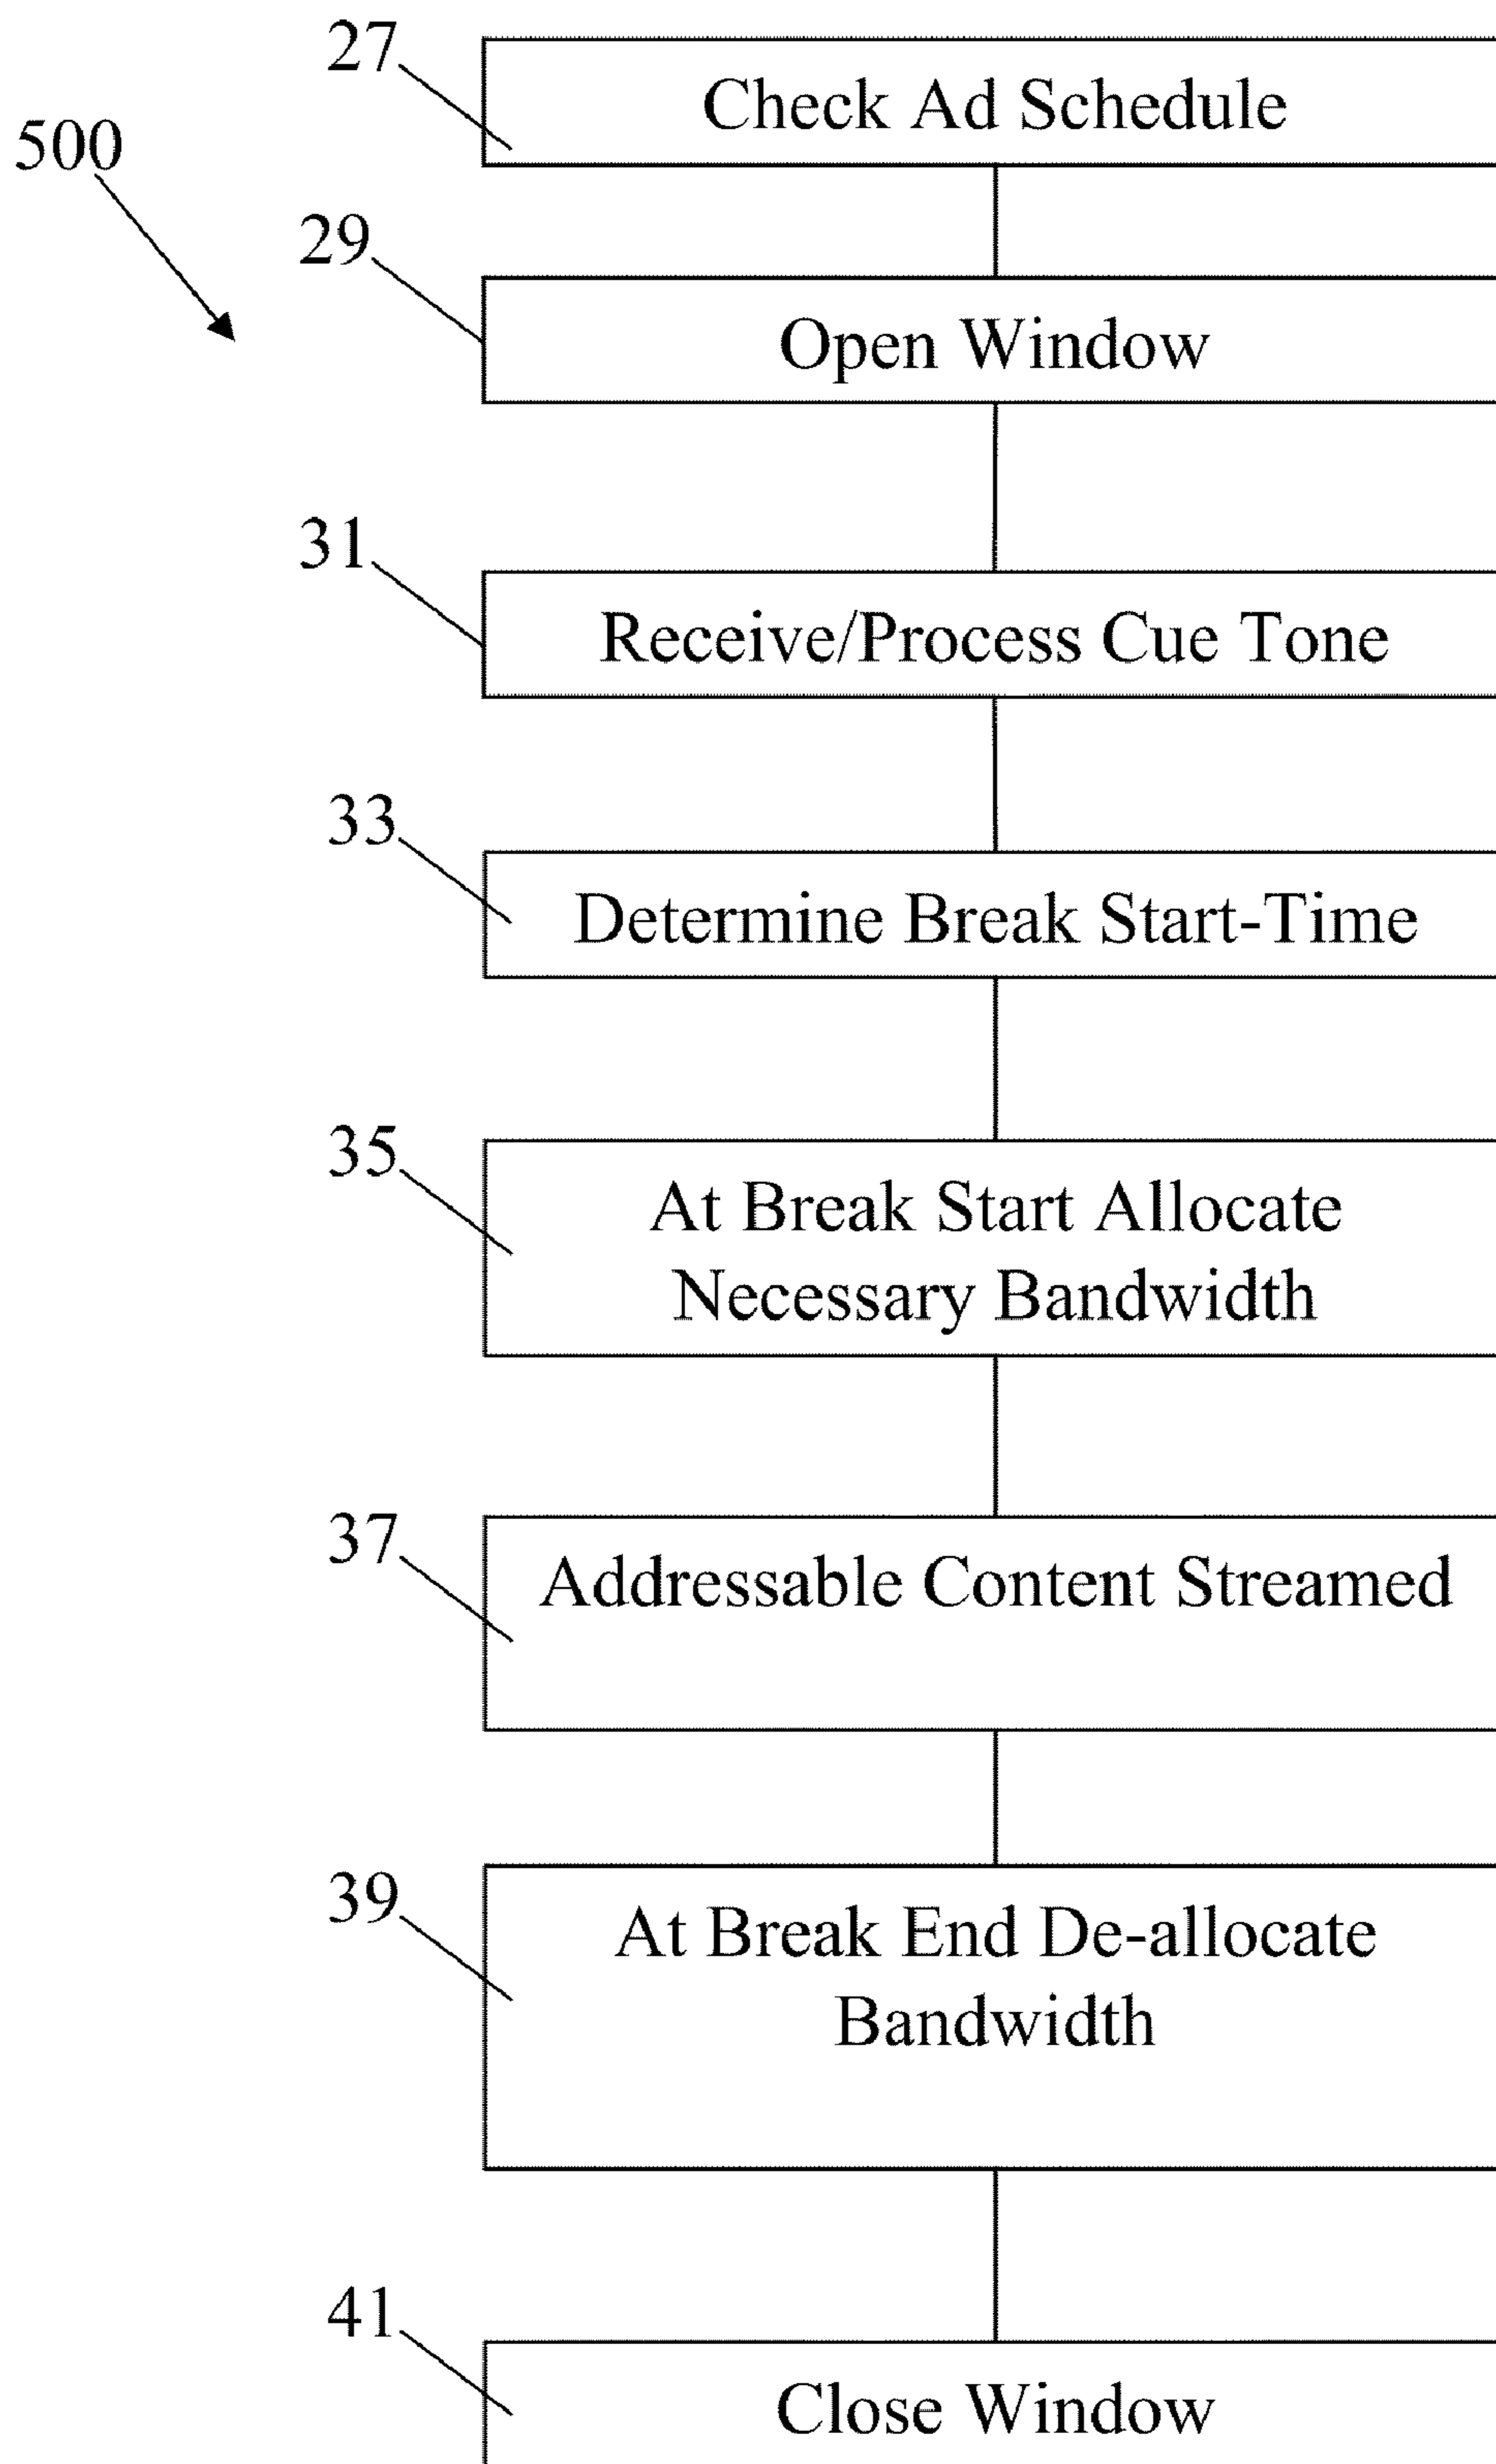 27
Check Ad Schedule
500
29
Open Window
31
Receive/Process Cue Tone
33
Determine Break Start-Time
35
At Break Start Allocate
Necessary Bandwidth
37
Addressable Content Streamed
39
At Break End De-allocate
Bandwidth
41
Close Window